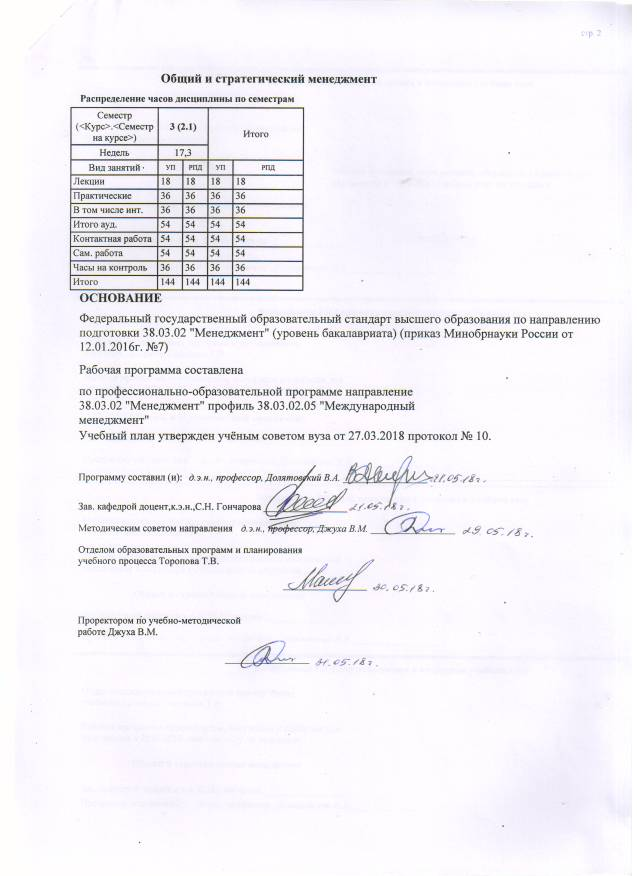 стр. 2
Общий и стратегический менеджмент
Распределение часов дисциплины по семестрам
Семестр (<Курс>.<Семестр на курсе>) 3 (2.1) Итого
Недель 17,3
Вид занятий УП РПД УП РПД
Лекции 18 18 18 18
Практические 36 36 36 36
В том числе инт. 36 36 36 36
Итого ауд. 54 54 54 54
Контактная работа 54 54 54 54
Сам. работа 54 54 54 54
Часы на контроль 36 36 36 36
Итого 144 144 144 144
ОСНОВАНИЕ
Федеральный государственный образовательный стандарт высшего образования по направлению
подготовки 38.03.02 "Менеджмент" (уровень бакалавриата) (приказ Минобрнауки России от
12.01.2016г. №7)
Рабочая программа составлена
по профессионально-образовательной программе направление
38.03.02 "Менеджмент" профиль 38.03.02.05 "Международный
менеджмент"
Учебный план утвержден учёным советом вуза от 27.03.2018 протокол № 10.
Программу составил (и): д.э.н., профессор, Долятовский В.А. 21.05.18г.
Зав. кафедрой доцент,к.э.н.,С.Н. Гончарова 21.05.18г.
Методическим советом направления д.э.н., профессор, Джуха В.М. 29.05.18г.
Отделом образовательных программ и планирования
учебного процесса Торопова Т.В.
30.05.18г.
Проректором по учебно-методической
работе Джуха В.М.
31.05.18г.